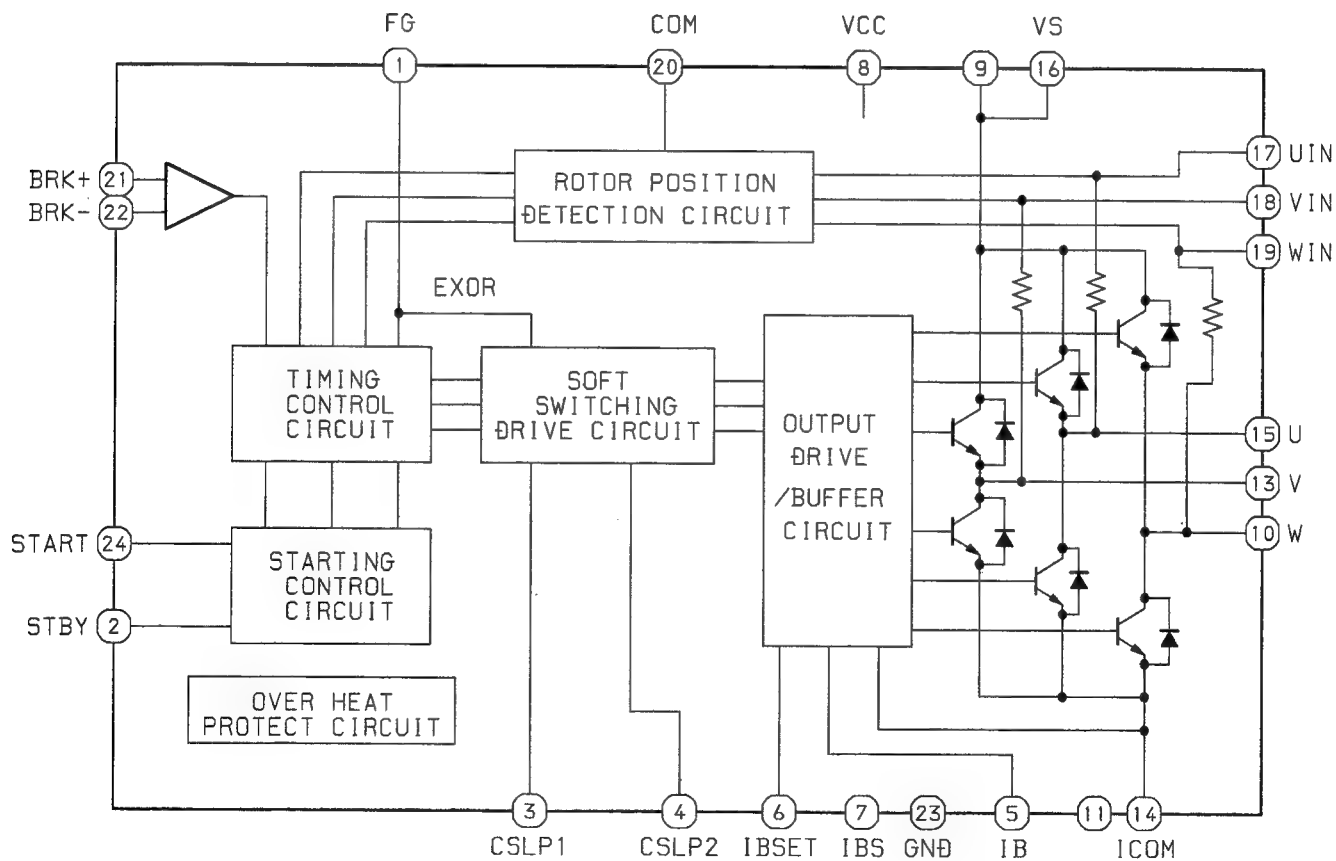 FG COM VCC VS
1 20 8 9 16
BRK+ 21
BRK- 22
17 UIN
18 VIN
19 WIN
ROTOR POSITION
DETECTION CIRCUIT
EXOR
TIMING
CONTROL
CIRCUIT
SOFT
SWITCHING
DRIVE CIRCUIT
OUTPUT
DRIVE
/BUFFER
CIRCUIT
15 U
13 V
10 W
START 24
STBY 2
STARTING
CONTROL
CIRCUIT
OVER HEAT
PROTECT CIRCUIT
3 4 6 7 23 5 11 14
CSLP1 CSLP2 IBSET IBS GND IB ICOM